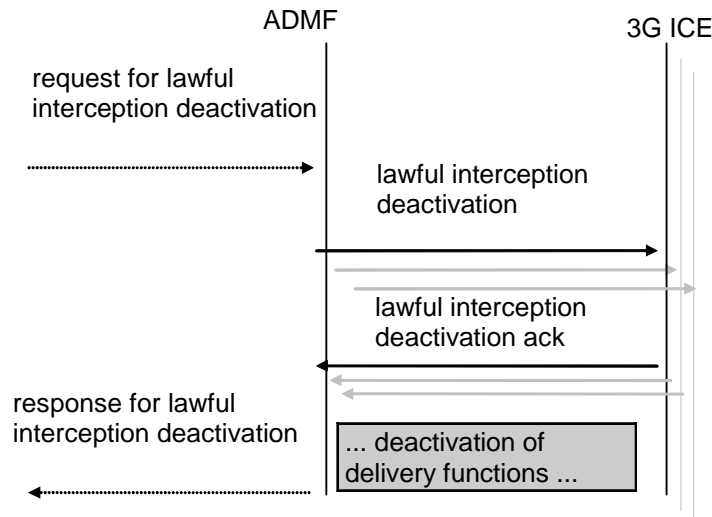 ADMF
3G ICE
request for lawful
interception deactivation
lawful interception
deactivation
lawful interception
deactivation ack
response for lawful
interception deactivation
... deactivation of
delivery functions ...